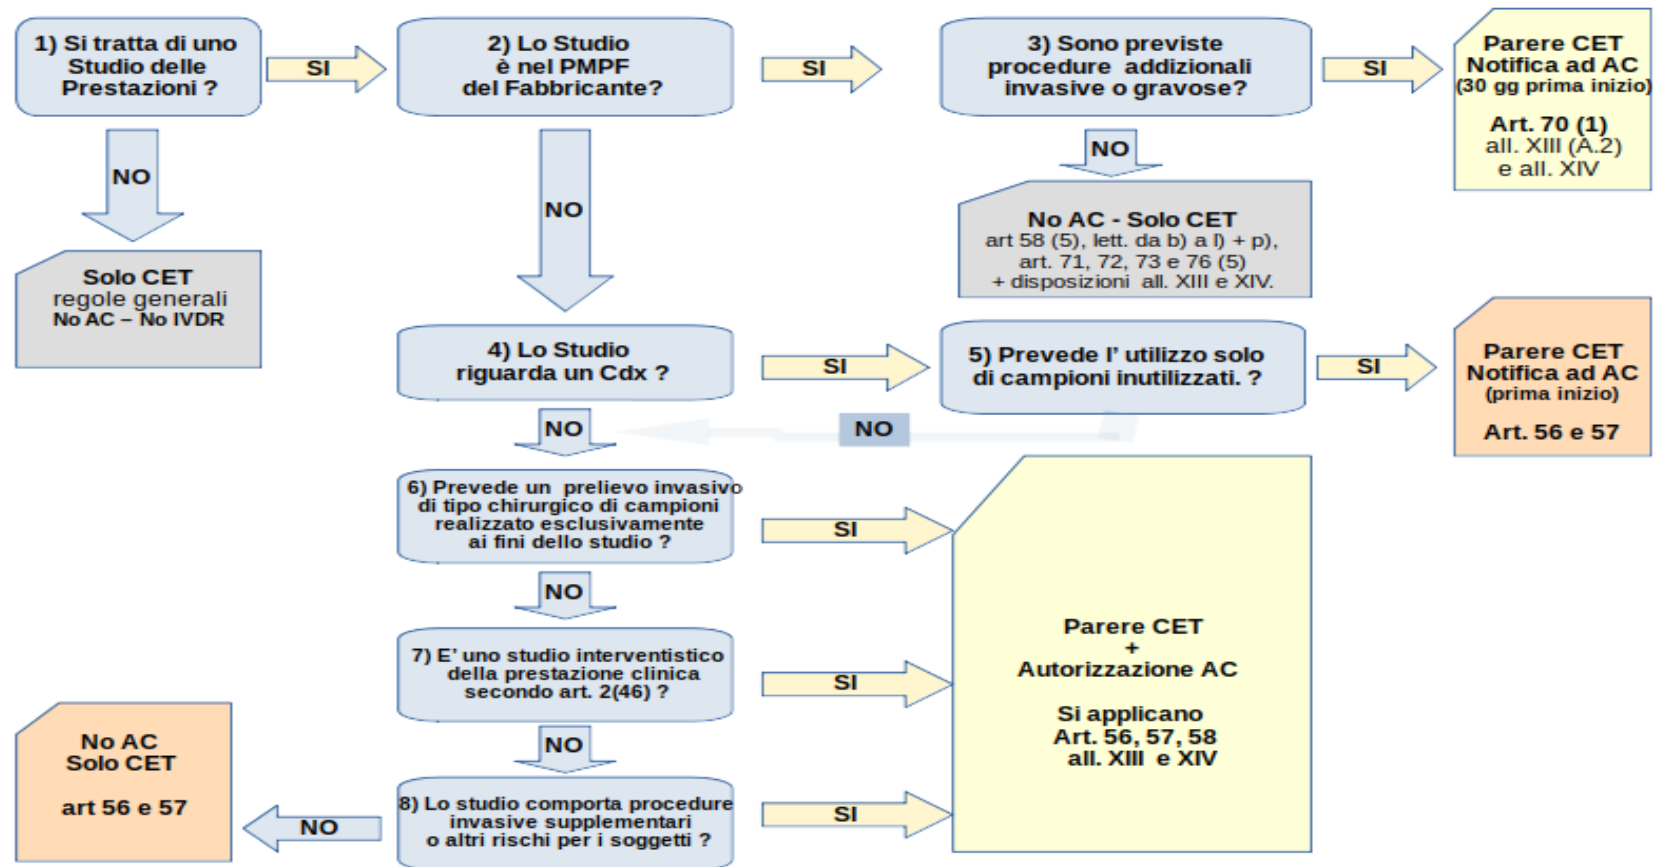 1) Si tratta di uno
Studio delle
Prestazioni ?
SI
2) Lo Studio
è nel PMPF
del Fabbricante?
SI
3) Sono previste
procedure addizionali
invasive o gravose?
SI
Parere CET
Notifica ad AC
(30 gg prima inizio)
Art. 70 (1)
all. XIII (A.2)
e all. XIV
NO
NO
NO
Solo CET
regole generali
No AC – No IVDR
No AC - Solo CET
art 58 (5), lett. da b) a l) + p),
art. 71, 72, 73 e 76 (5)
+ disposizioni all. XIII e XIV.
4) Lo Studio
riguarda un Cdx ?
SI
5) Prevede l' utilizzo solo
di campioni inutilizzati. ?
SI
Parere CET
Notifica ad AC
(prima inizio)
Art. 56 e 57
NO
NO
6) Prevede un prelievo invasivo
di tipo chirurgico di campioni
realizzato esclusivamente
ai fini dello studio ?
SI
NO
7) E' uno studio interventistico
della prestazione clinica
secondo art. 2(46) ?
SI
Parere CET
+
Autorizzazione AC
Si applicano
Art. 56, 57, 58
all. XIII e XIV
NO
8) Lo studio comporta procedure
invasive supplementari
o altri rischi per i soggetti ?
SI
NO
No AC
Solo CET
art 56 e 57